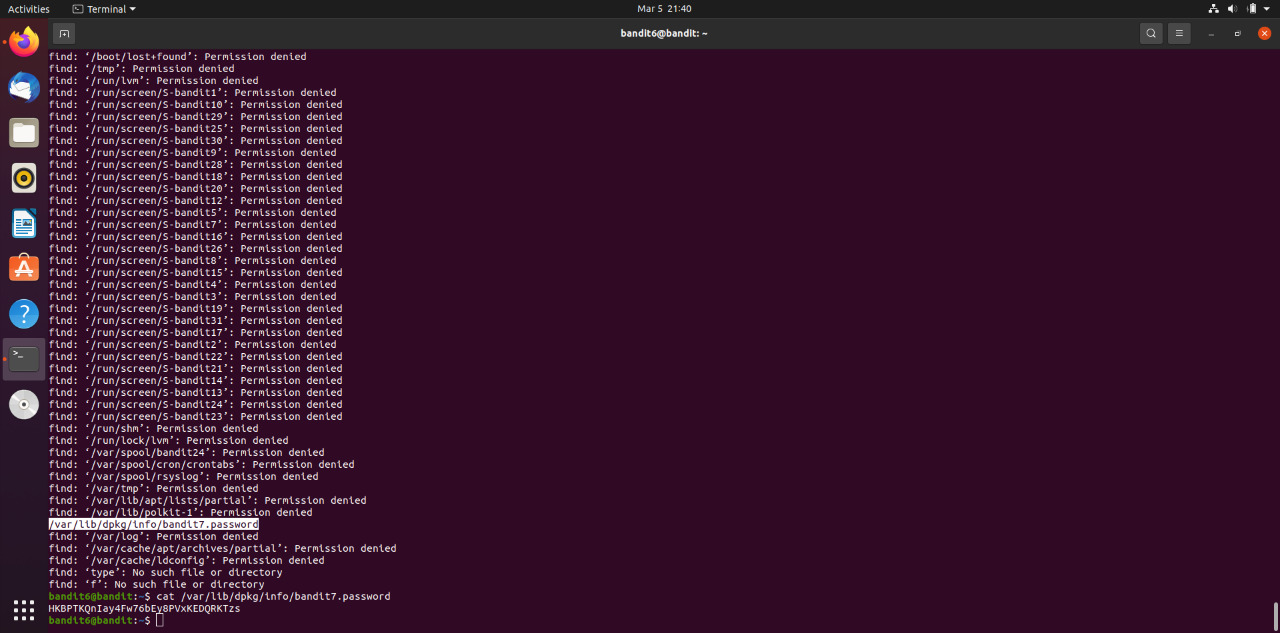 Activities
Terminal
Mar 5 21:40
bandit6@bandit: ~
find: ‘/boot/lost+found’: Permission denied
find: ‘/tmp’: Permission denied
find: ‘/run/lvm’: Permission denied
find: ‘/run/screen/S-bandit1’: Permission denied
find: ‘/run/screen/S-bandit10’: Permission denied
find: ‘/run/screen/S-bandit29’: Permission denied
find: ‘/run/screen/S-bandit25’: Permission denied
find: ‘/run/screen/S-bandit30’: Permission denied
find: ‘/run/screen/S-bandit9’: Permission denied
find: ‘/run/screen/S-bandit28’: Permission denied
find: ‘/run/screen/S-bandit18’: Permission denied
find: ‘/run/screen/S-bandit20’: Permission denied
find: ‘/run/screen/S-bandit12’: Permission denied
find: ‘/run/screen/S-bandit5’: Permission denied
find: ‘/run/screen/S-bandit7’: Permission denied
find: ‘/run/screen/S-bandit16’: Permission denied
find: ‘/run/screen/S-bandit26’: Permission denied
find: ‘/run/screen/S-bandit8’: Permission denied
find: ‘/run/screen/S-bandit15’: Permission denied
find: ‘/run/screen/S-bandit4’: Permission denied
find: ‘/run/screen/S-bandit3’: Permission denied
find: ‘/run/screen/S-bandit19’: Permission denied
find: ‘/run/screen/S-bandit31’: Permission denied
find: ‘/run/screen/S-bandit17’: Permission denied
find: ‘/run/screen/S-bandit2’: Permission denied
find: ‘/run/screen/S-bandit22’: Permission denied
find: ‘/run/screen/S-bandit21’: Permission denied
find: ‘/run/screen/S-bandit14’: Permission denied
find: ‘/run/screen/S-bandit13’: Permission denied
find: ‘/run/screen/S-bandit24’: Permission denied
find: ‘/run/screen/S-bandit23’: Permission denied
find: ‘/run/shm’: Permission denied
find: ‘/run/lock/lvm’: Permission denied
find: ‘/var/spool/bandit24’: Permission denied
find: ‘/var/spool/cron/crontabs’: Permission denied
find: ‘/var/spool/rsyslog’: Permission denied
find: ‘/var/tmp’: Permission denied
find: ‘/var/lib/apt/lists/partial’: Permission denied
find: ‘/var/lib/polkit-1’: Permission denied
/var/lib/dpkg/info/bandit7.password
find: ‘/var/log’: Permission denied
find: ‘/var/cache/apt/archives/partial’: Permission denied
find: ‘/var/cache/ldconfig’: Permission denied
find: ‘type’: No such file or directory
find: ‘f’: No such file or directory
bandit6@bandit:~$ cat /var/lib/dpkg/info/bandit7.password
HKBPTKQnIay4Fw76bEy8PVxKEDQRKTzs
bandit6@bandit:~$